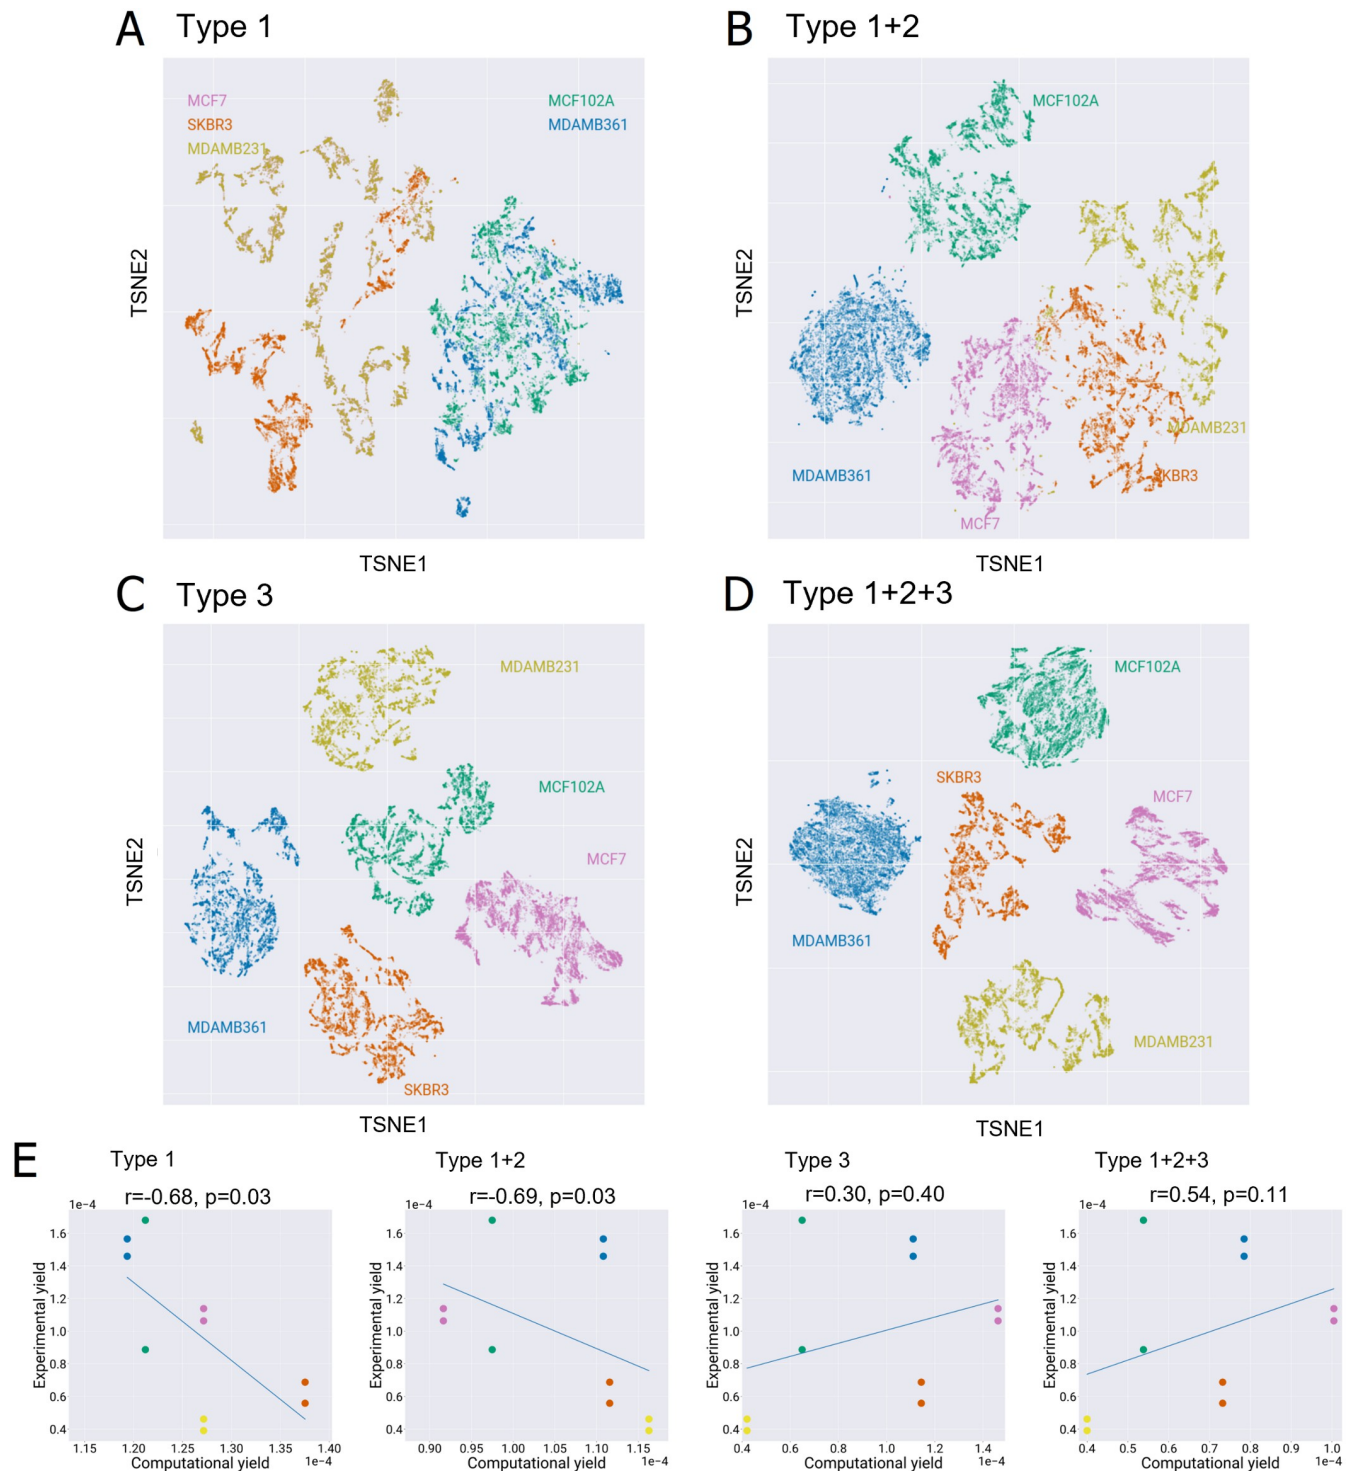 A Type 1
MCF7
SKBR3
MDAMB231
MCF102A
MDAMB361
TSNE2
TSNE1
B Type 1+2
MCF102A
MDAMB231
MDAMB361
SKBR3
MCF7
TSNE2
TSNE1
C Type 3
MDAMB231
MCF102A
MCF7
MDAMB361
SKBR3
TSNE2
TSNE1
D Type 1+2+3
MCF102A
SKBR3
MCF7
MDAMB361
MDAMB231
TSNE2
TSNE1
E
Type 1
r=-0.68, p=0.03
1e−4
Experimental yield
1.6
1.4
1.2
1.0
0.8
0.6
0.4
1.15 1.20 1.25 1.30 1.35 1.40
Computational yield 1e−4
Type 1+2
r=-0.69, p=0.03
1e−4
Experimental yield
1.6
1.4
1.2
1.0
0.8
0.6
0.4
0.90 0.95 1.00 1.05 1.10 1.15
Computational yield 1e−4
Type 3
r=0.30, p=0.40
1e−4
Experimental yield
1.6
1.4
1.2
1.0
0.8
0.6
0.4
0.4 0.6 0.8 1.0 1.2 1.4
Computational yield 1e−4
Type 1+2+3
r=0.54, p=0.11
1e−4
Experimental yield
1.6
1.4
1.2
1.0
0.8
0.6
0.4
0.4 0.5 0.6 0.7 0.8 0.9 1.0
Computational yield 1e−4